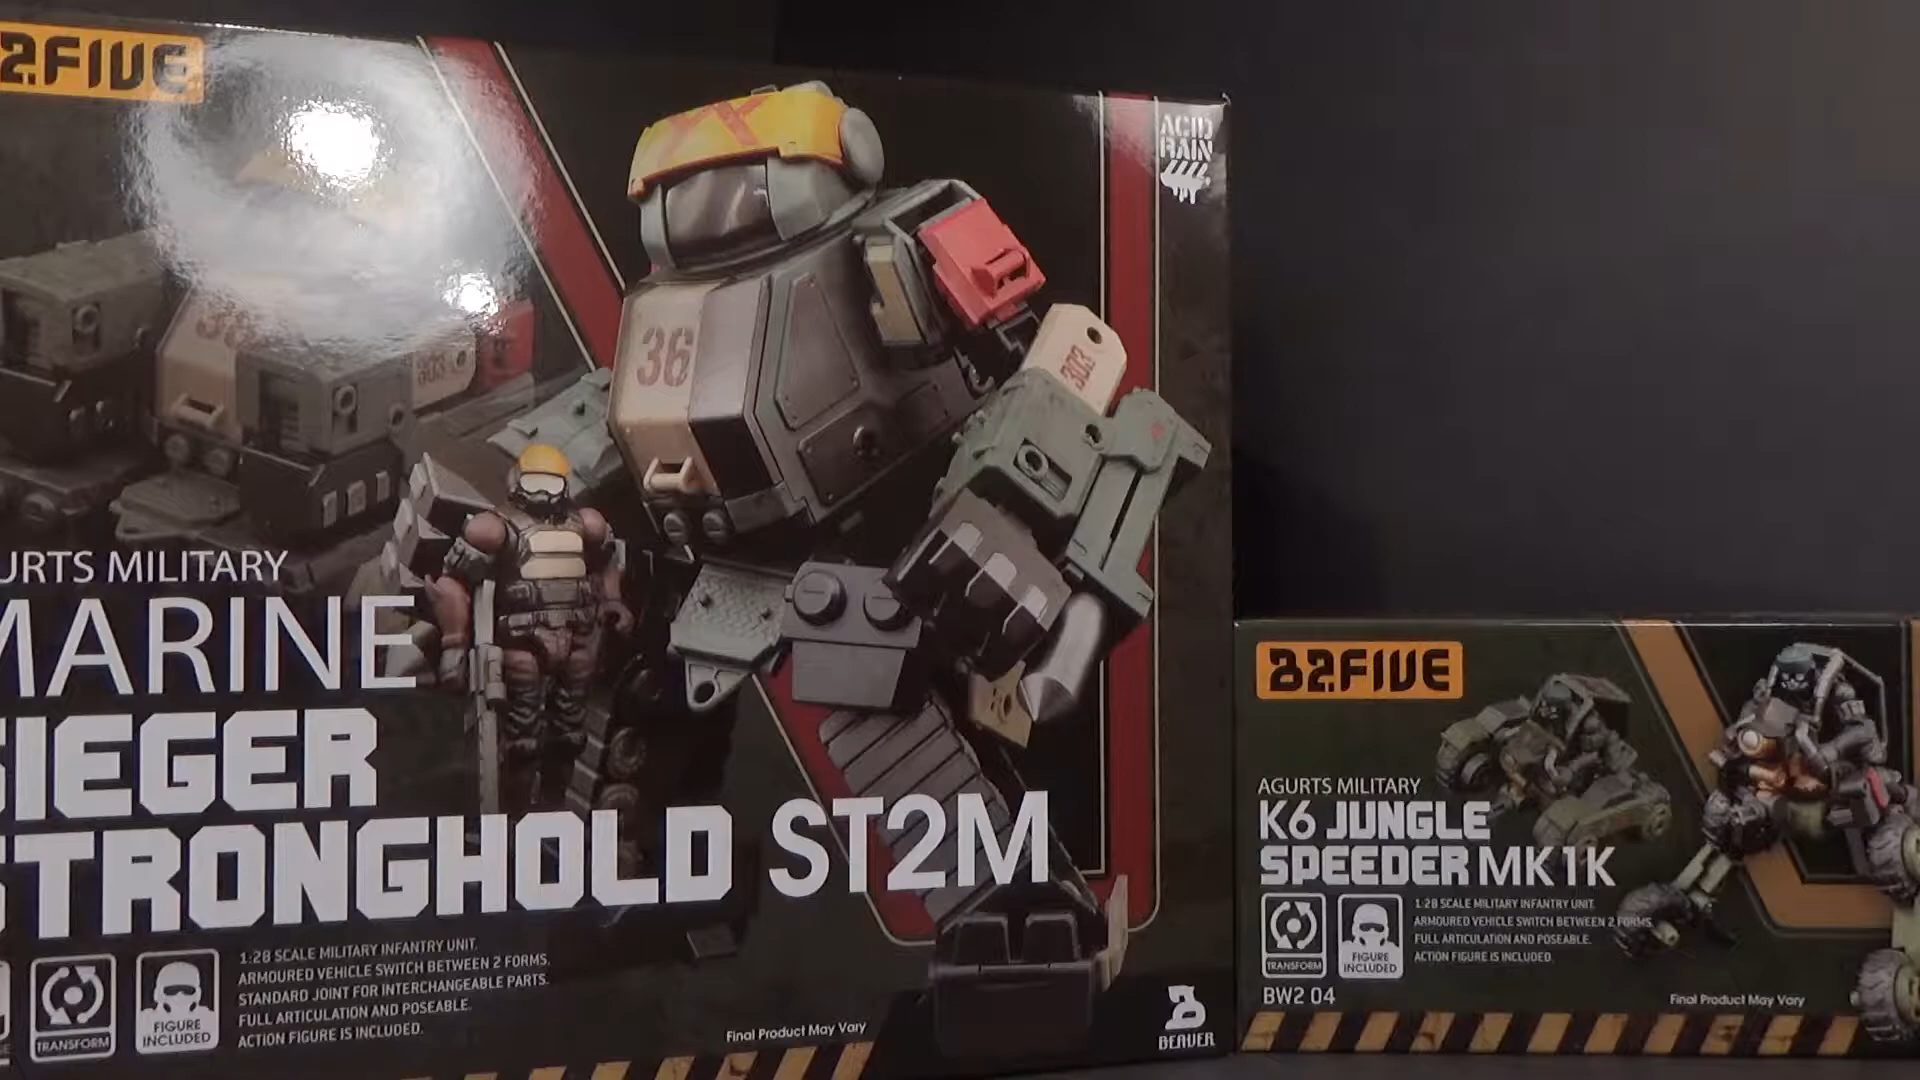 2.FIVE
ACID
RAIN
36
303
URTS MILITARY
MARINE
SIEGER
STRONGHOLD ST2M
TRANSFORM
FIGURE
INCLUDED
1:28 SCALE MILITARY INFANTRY UNIT.
ARMOURED VEHICLE SWITCH BETWEEN 2 FORMS.
STANDARD JOINT FOR INTERCHANGEABLE PARTS.
FULL ARTICULATION AND POSEABLE.
ACTION FIGURE IS INCLUDED.
Final Product May Vary
BEAVER
B2.FIVE
AGURTS MILITARY
K6 JUNGLE
SPEEDER MK1K
TRANSFORM
FIGURE
INCLUDED
1:28 SCALE MILITARY INFANTRY UNIT.
ARMOURED VEHICLE SWITCH BETWEEN 2 FORMS.
FULL ARTICULATION AND POSEABLE.
ACTION FIGURE IS INCLUDED.
BW2 04
Final Product May Vary